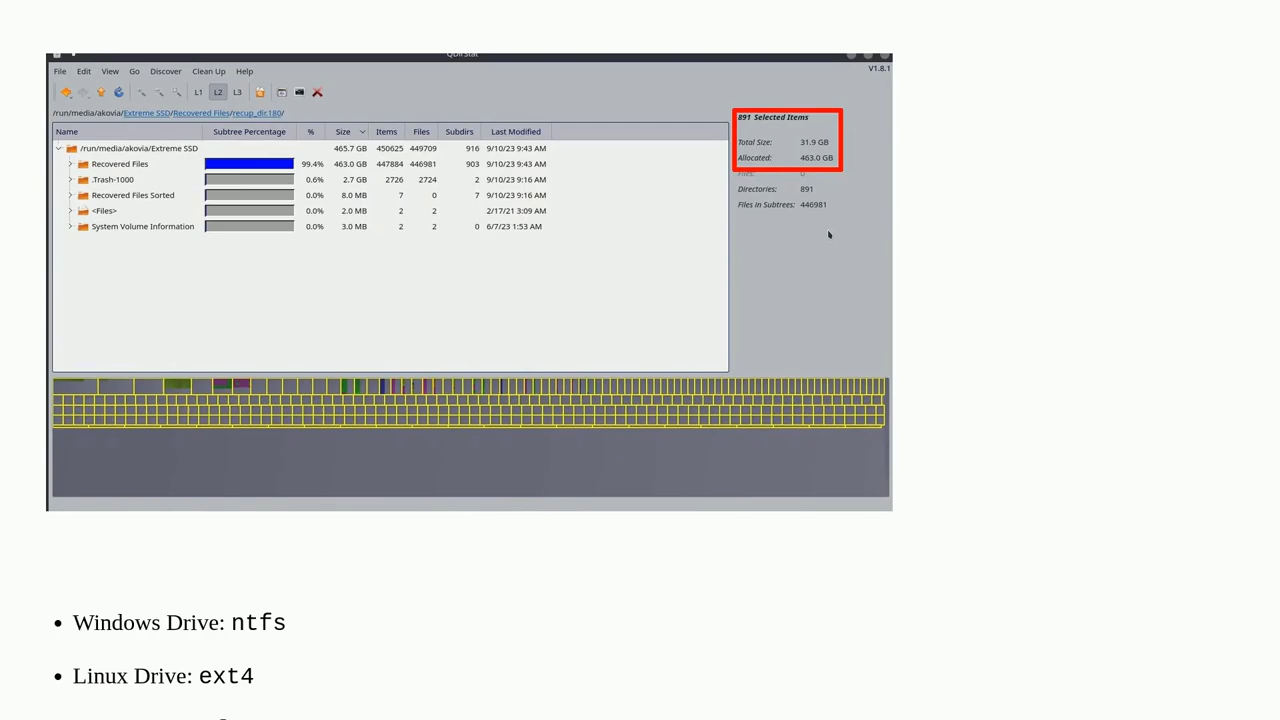 QDirStat
File Edit View Go Discover Clean Up Help
V1.8.1
L1 L2 L3
/run/media/akovia/Extreme SSD/Recovered Files/recup_dir.180/
891 Selected Items
Name Subtree Percentage % Size Items Files Subdirs Last Modified
/run/media/akovia/Extreme SSD 465.7 GB 450625 449709 916 9/10/23 9:43 AM
Total Size: 31.9 GB
Recovered Files 99.4% 463.0 GB 447884 446981 903 9/10/23 9:43 AM
Allocated: 463.0 GB
.Trash-1000 0.6% 2.7 GB 2726 2724 2 9/10/23 9:16 AM
Files: 0
Recovered Files Sorted 0.0% 8.0 MB 7 0 7 9/10/23 9:16 AM
Directories: 891
<Files> 0.0% 2.0 MB 2 2 2/17/21 3:09 AM
Files in Subtrees: 446981
System Volume Information 0.0% 3.0 MB 2 2 0 6/7/23 1:53 AM
• Windows Drive: ntfs
• Linux Drive: ext4